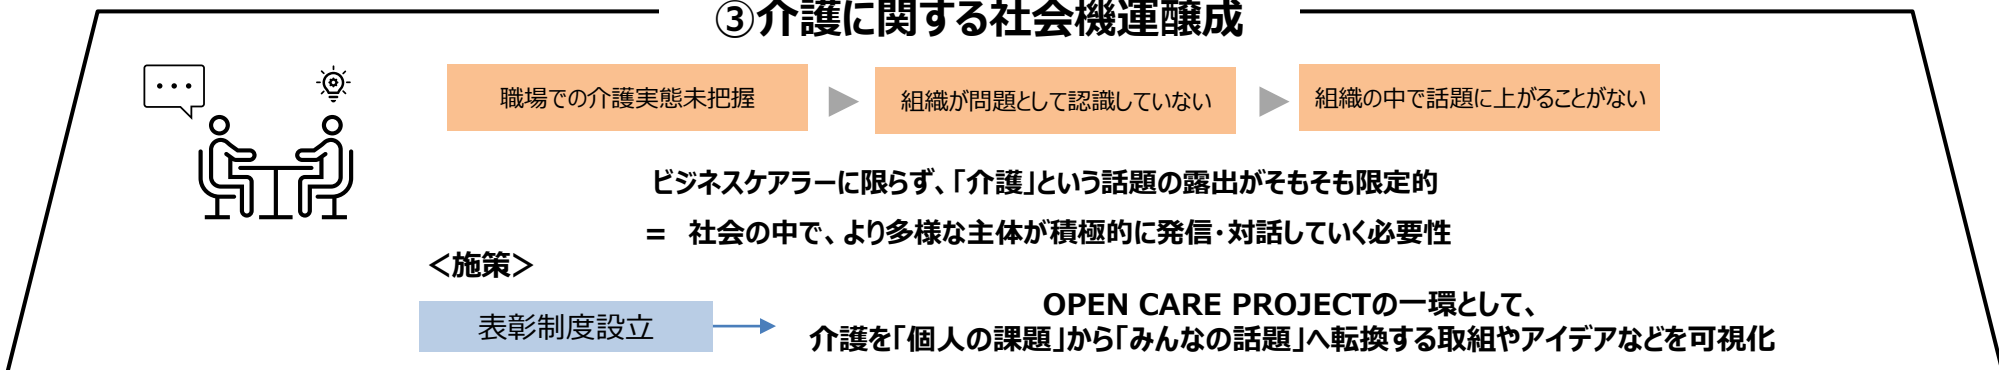 ③介護に関する社会機運醸成
職場での介護実態未把握
組織が問題として認識していない
組織の中で話題に上がることがない
ビジネスケアラーに限らず、「介護」という話題の露出がそもそも限定的
= 社会の中で、より多様な主体が積極的に発信・対話していく必要性
＜施策＞
表彰制度設立
OPEN CARE PROJECTの一環として、
介護を「個人の課題」から「みんなの話題」へ転換する取組やアイデアなどを可視化